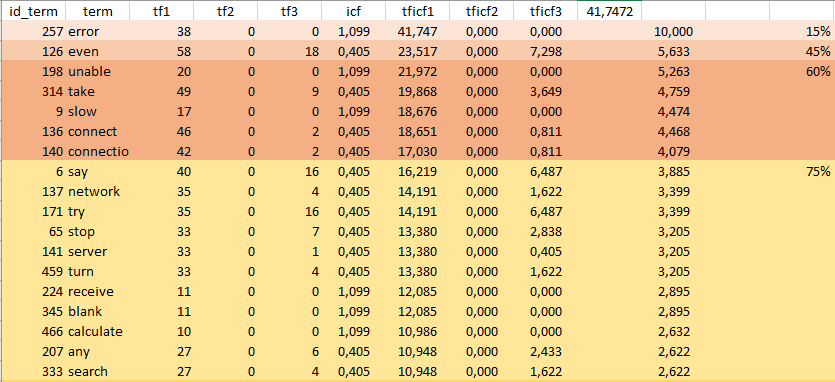 id_term term tf1 tf2 tf3 icf tficf1 tficf2 tficf3 41,7472
257 error 38 0 0 1,099 41,747 0,000 0,000 10,000 15%
126 even 58 0 18 0,405 23,517 0,000 7,298 5,633 45%
198 unable 20 0 0 1,099 21,972 0,000 0,000 5,263 60%
314 take 49 0 9 0,405 19,868 0,000 3,649 4,759
9 slow 17 0 0 1,099 18,676 0,000 0,000 4,474
136 connect 46 0 2 0,405 18,651 0,000 0,811 4,468
140 connectio 42 0 2 0,405 17,030 0,000 0,811 4,079
6 say 40 0 16 0,405 16,219 0,000 6,487 3,885 75%
137 network 35 0 4 0,405 14,191 0,000 1,622 3,399
171 try 35 0 16 0,405 14,191 0,000 6,487 3,399
65 stop 33 0 7 0,405 13,380 0,000 2,838 3,205
141 server 33 0 1 0,405 13,380 0,000 0,405 3,205
459 turn 33 0 4 0,405 13,380 0,000 1,622 3,205
224 receive 11 0 0 1,099 12,085 0,000 0,000 2,895
345 blank 11 0 0 1,099 12,085 0,000 0,000 2,895
466 calculate 10 0 0 1,099 10,986 0,000 0,000 2,632
207 any 27 0 6 0,405 10,948 0,000 2,433 2,622
333 search 27 0 4 0,405 10,948 0,000 1,622 2,622